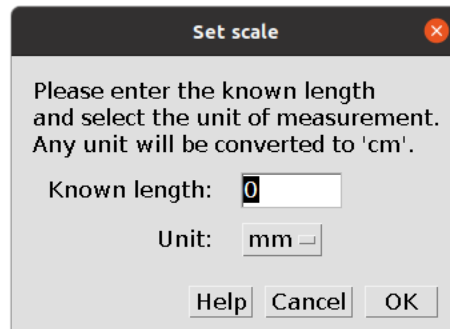 Set scale
Please enter the known length
and select the unit of measurement.
Any unit will be converted to 'cm'.
Known length: 0
Unit: mm
Help Cancel OK